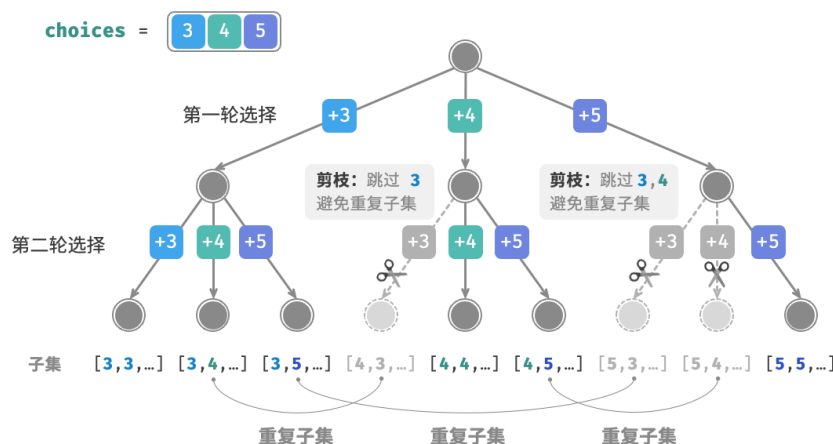 choices = 3 4 5
第一轮选择
+3 +4 +5
剪枝：跳过 3
避免重复子集
剪枝：跳过 3,4
避免重复子集
第二轮选择
+3 +4 +5 +3 +4 +5 +3 +4 +5
子集 [3,3,…] [3,4,…] [3,5,…] [4,3,…] [4,4,…] [4,5,…] [5,3,…] [5,4,…] [5,5,…]
重复子集 重复子集 重复子集